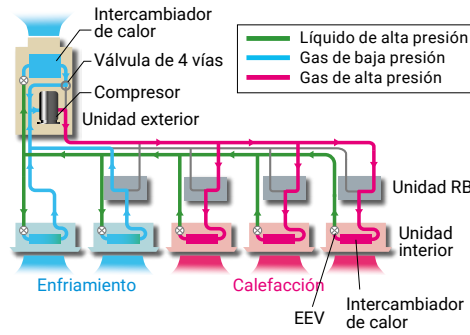 Intercambiador
de calor
Válvula de 4 vías
Compresor
Unidad exterior
Líquido de alta presión
Gas de baja presión
Gas de alta presión
Unidad RB
Unidad
interior
Enfriamiento
Calefacción
EEV
Intercambiador
de calor